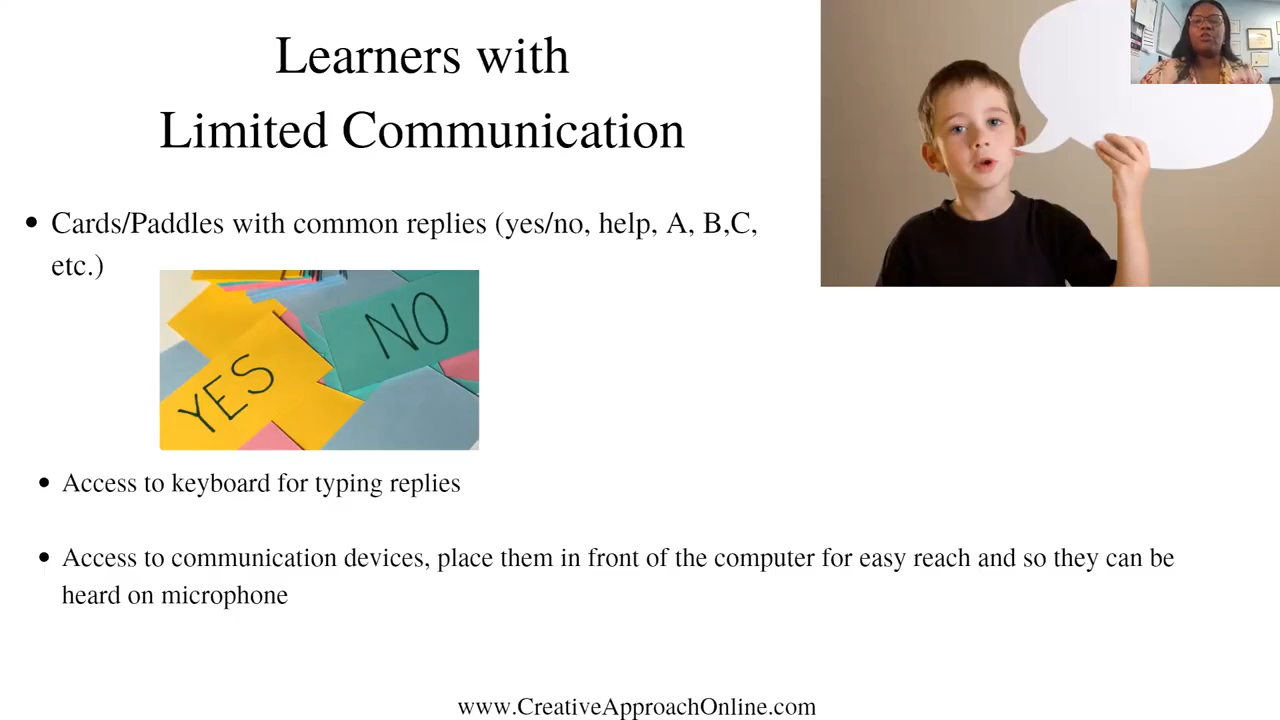 Learners with
Limited Communication
Cards/Paddles with common replies (yes/no, help, A, B,C,
etc.)
YES
NO
Access to keyboard for typing replies
Access to communication devices, place them in front of the computer for easy reach and so they can be
heard on microphone
www.CreativeApproachOnline.com